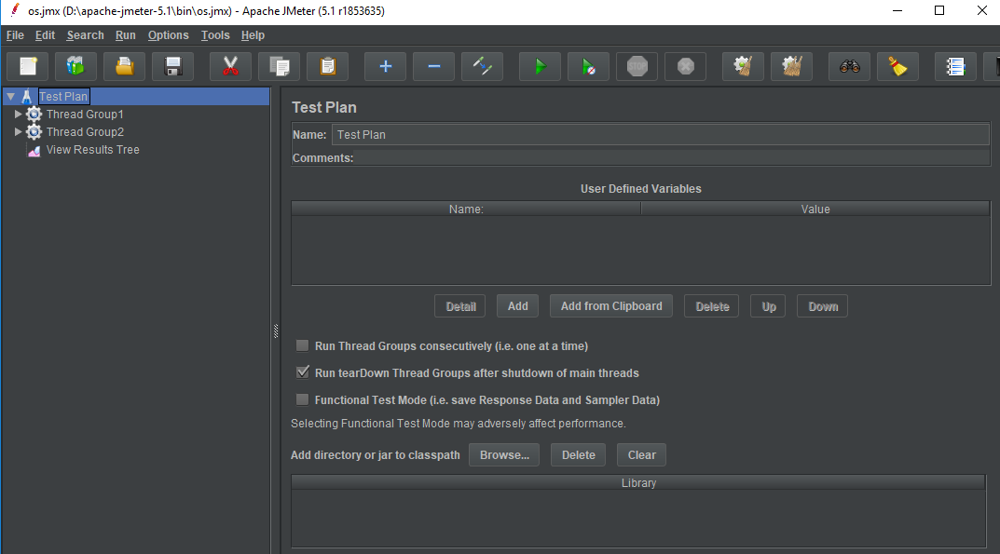 os.jmx (D:\apache-jmeter-5.1\bin\os.jmx) - Apache JMeter (5.1 r1853635)
File Edit Search Run Options Tools Help
STOP
Test Plan
Thread Group1
Thread Group2
View Results Tree
Test Plan
Name: Test Plan
Comments:
User Defined Variables
Name: Value
Detail Add Add from Clipboard Delete Up Down
Run Thread Groups consecutively (i.e. one at a time)
Run tearDown Thread Groups after shutdown of main threads
Functional Test Mode (i.e. save Response Data and Sampler Data)
Selecting Functional Test Mode may adversely affect performance.
Add directory or jar to classpath Browse... Delete Clear
Library